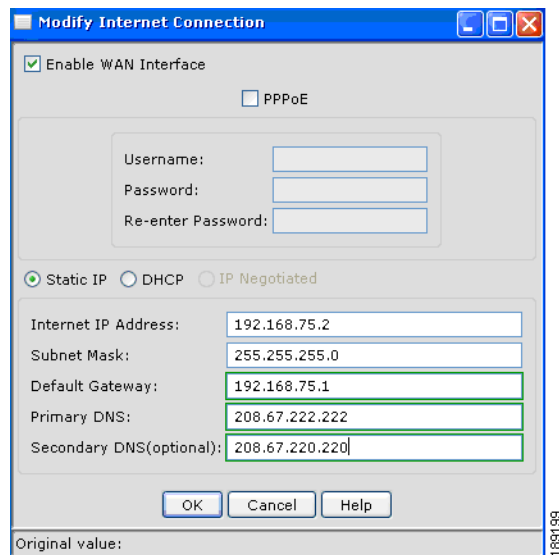 Modify Internet Connection
Enable WAN Interface
PPPoE
Username:
Password:
Re-enter Password:
Static IP DHCP IP Negotiated
Internet IP Address: 192.168.75.2
Subnet Mask: 255.255.255.0
Default Gateway: 192.168.75.1
Primary DNS: 208.67.222.222
Secondary DNS(optional): 208.67.220.220
OK Cancel Help
Original value:
189199